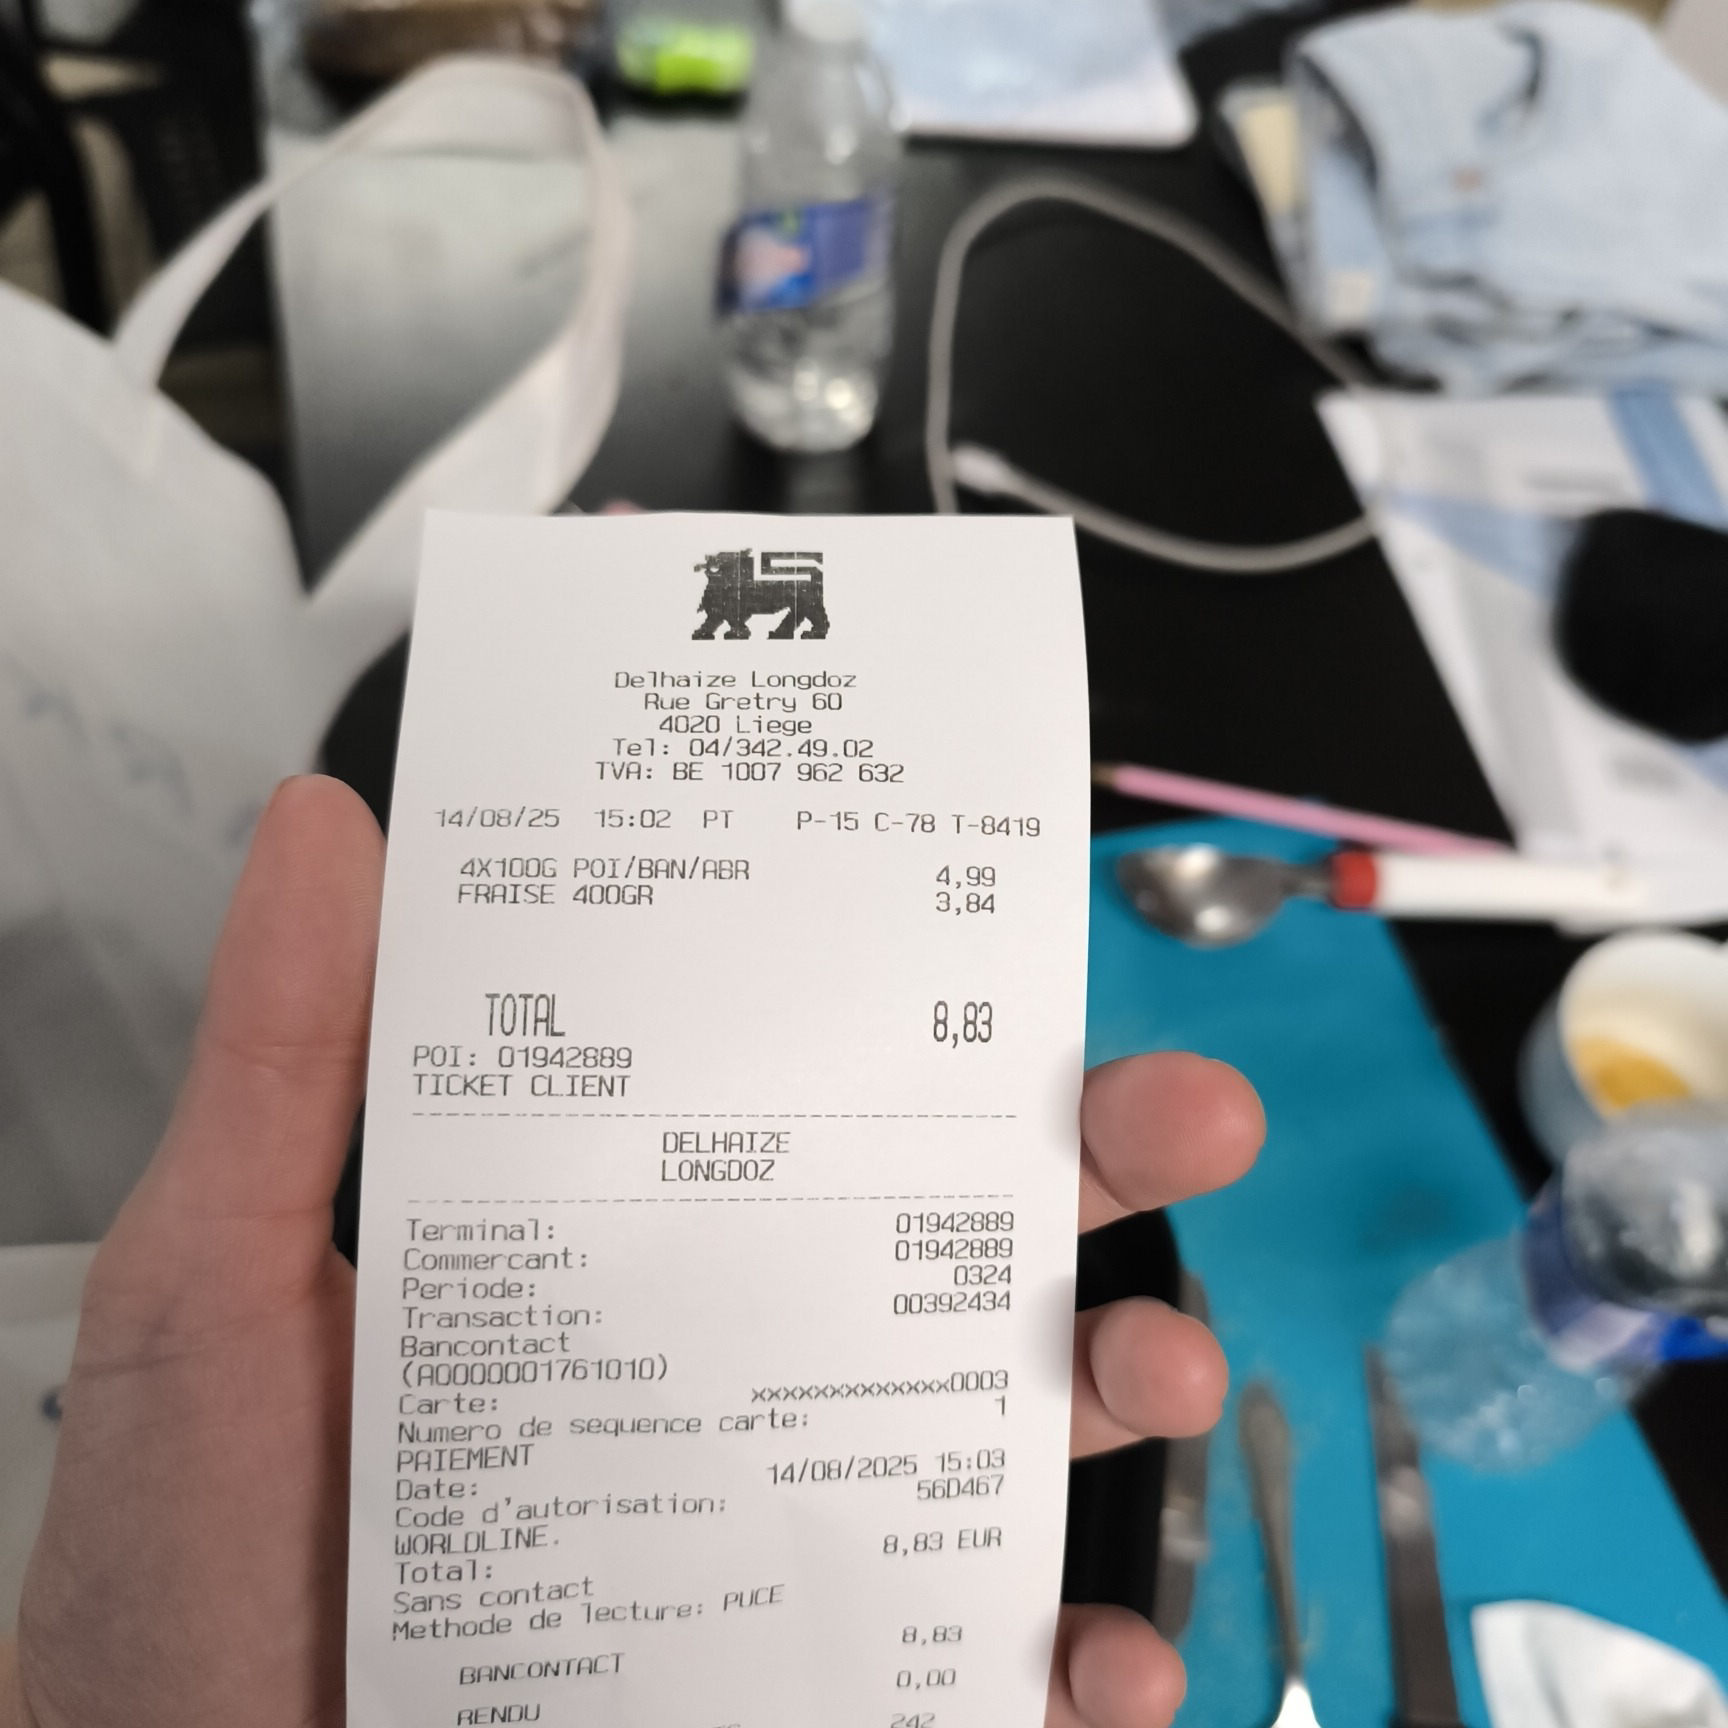 Delhaize Longdoz
Rue Gretry 60
4020 Liege
Tel: 04/342.49.02
TVA: BE 1007 962 632
14/08/25 15:02 PT P-15 C-78 T-8419
4X100G POI/BAN/ABR 4,99
FRAISE 400GR 3,84
TOTAL 8,83
POI: 01942889
TICKET CLIENT
DELHAIZE
LONGDOZ
Terminal: 01942889
Commercant: 01942889
Periode: 0324
Transaction: 00392434
Bancontact
(A0000001761010)
Carte: xxxxxxxxxxxxx0003
Numero de sequence carte: 1
PAIEMENT
Date: 14/08/2025 15:03
Code d'autorisation: 56D467
WORLDLINE.
Total: 8,83 EUR
Sans contact
Methode de lecture: PUCE
BANCONTACT 8,83
RENDU 0,00
242